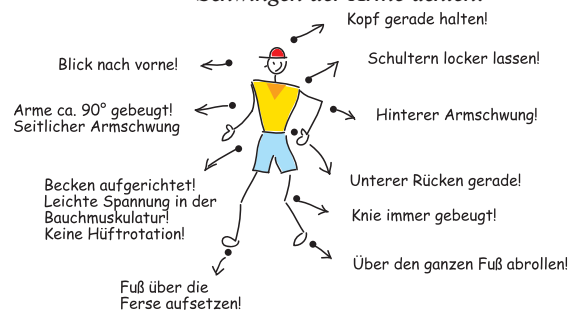 Schwingen der Arme achten!
Kopf gerade halten!
Blick nach vorne!
Schultern locker lassen!
Arme ca. 90° gebeugt!
Seitlicher Armschwung
Hinterer Armschwung!
Becken aufgerichtet!
Leichte Spannung in der
Bauchmuskulatur!
Keine Hüftrotation!
Unterer Rücken gerade!
Knie immer gebeugt!
Über den ganzen Fuß abrollen!
Fuß über die
Ferse aufsetzen!